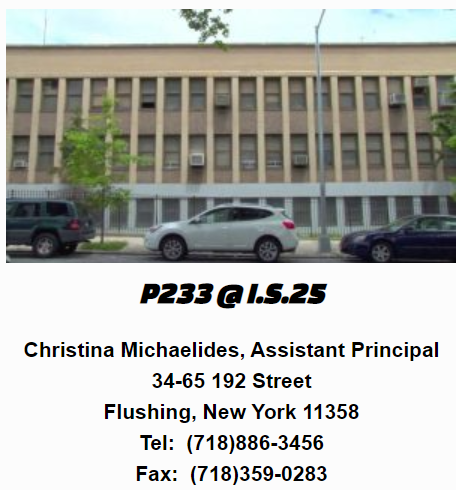 P233 @ I.S.25
Christina Michaelides, Assistant Principal
34-65 192 Street
Flushing, New York 11358
Tel:  (718)886-3456
Fax:  (718)359-0283